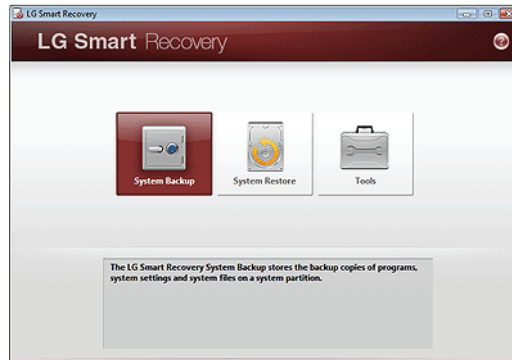 LG Smart Recovery
LG Smart Recovery
System Backup
System Restore
Tools
The LG Smart Recovery System Backup stores the backup copies of programs,
system settings and system files on a system partition.